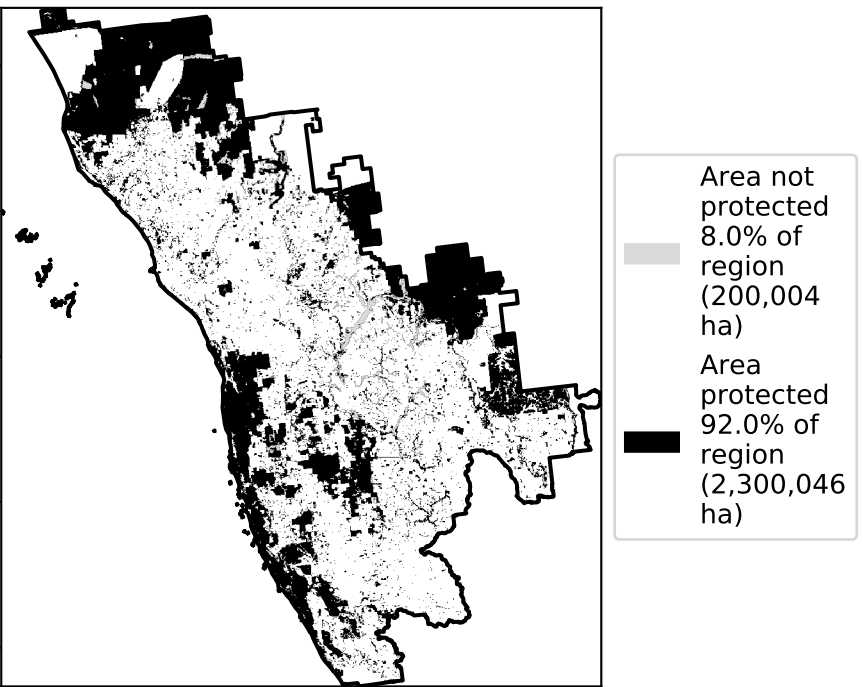 Area not
protected
8.0% of
region
(200,004
ha)
Area
protected
92.0% of
region
(2,300,046
ha)